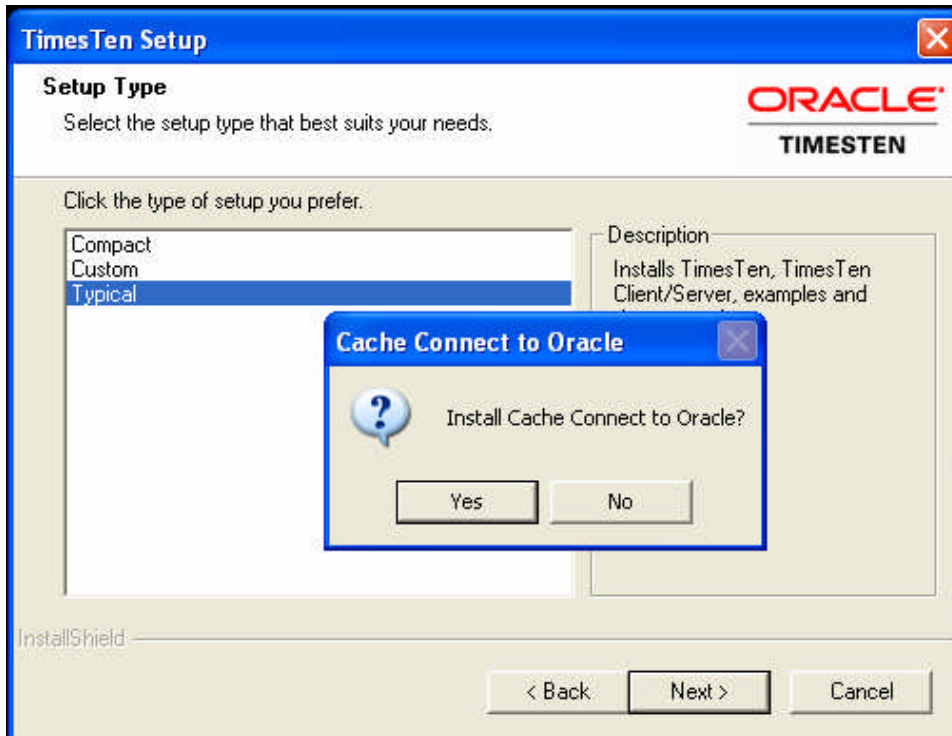 TimesTen Setup
Setup Type
Select the setup type that best suits your needs.
ORACLE
TIMESTEN
Click the type of setup you prefer.
Compact
Custom
Typical
Description
Installs TimesTen, TimesTen
Client/Server, examples and
Cache Connect to Oracle
Install Cache Connect to Oracle?
Yes
No
InstallShield
< Back
Next >
Cancel